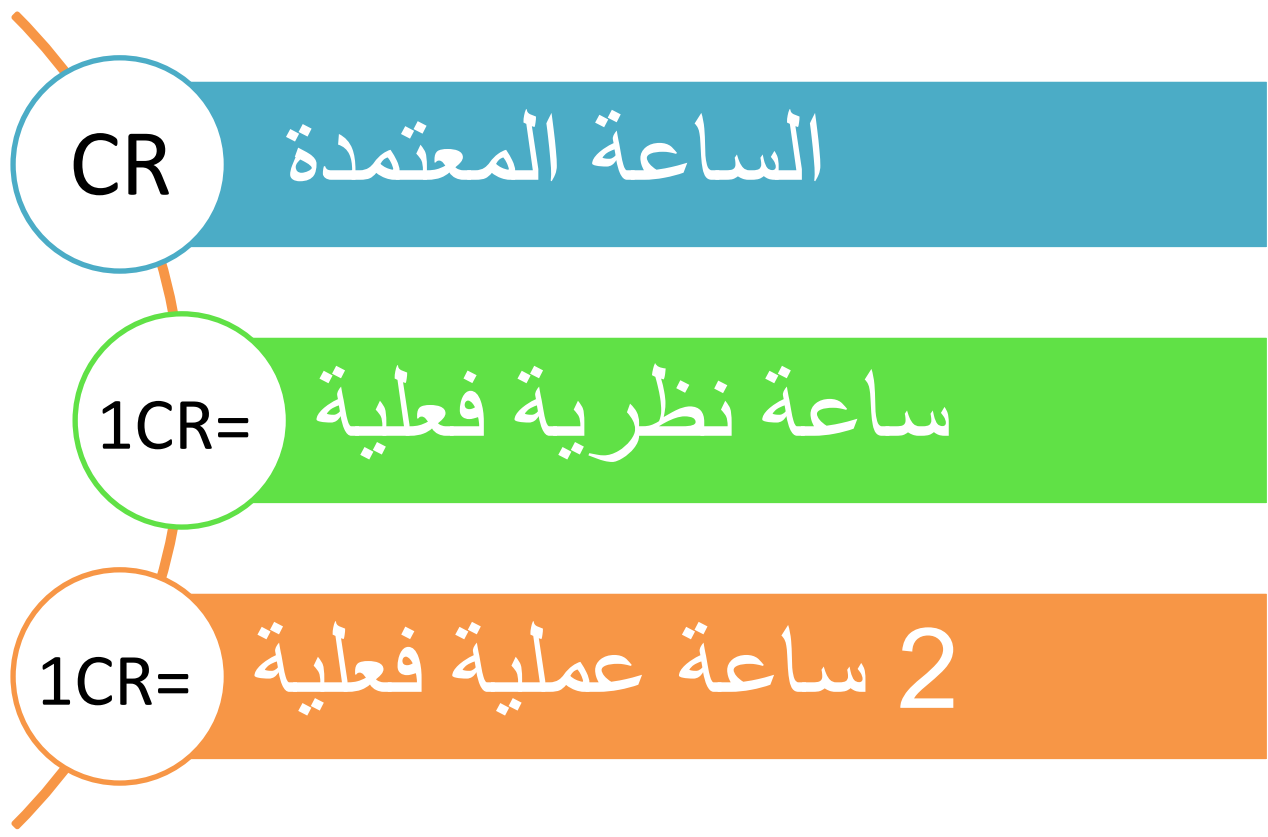 CR
الساعة المعتمدة
1CR=
ساعة نظرية فعلية
1CR=
2 ساعة عملية فعلية